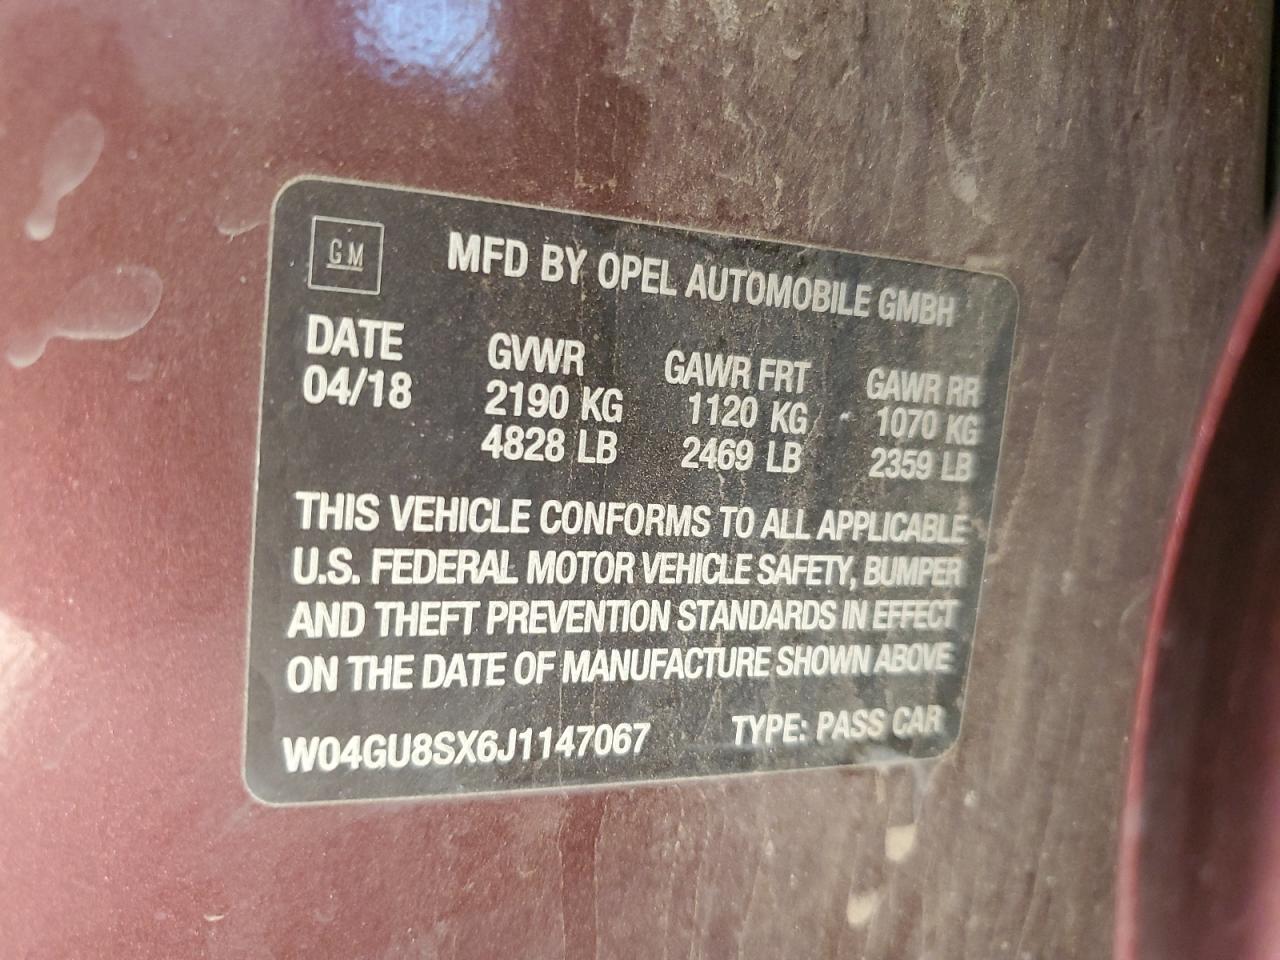 GM
MFD BY OPEL AUTOMOBILE GMBH
DATE GVWR GAWR FRT GAWR RR
04/18 2190 KG 1120 KG 1070 KG
4828 LB 2469 LB 2359 LB
THIS VEHICLE CONFORMS TO ALL APPLICABLE
U.S. FEDERAL MOTOR VEHICLE SAFETY, BUMPER
AND THEFT PREVENTION STANDARDS IN EFFECT
ON THE DATE OF MANUFACTURE SHOWN ABOVE
W04GU8SX6J1147067 TYPE: PASS CAR